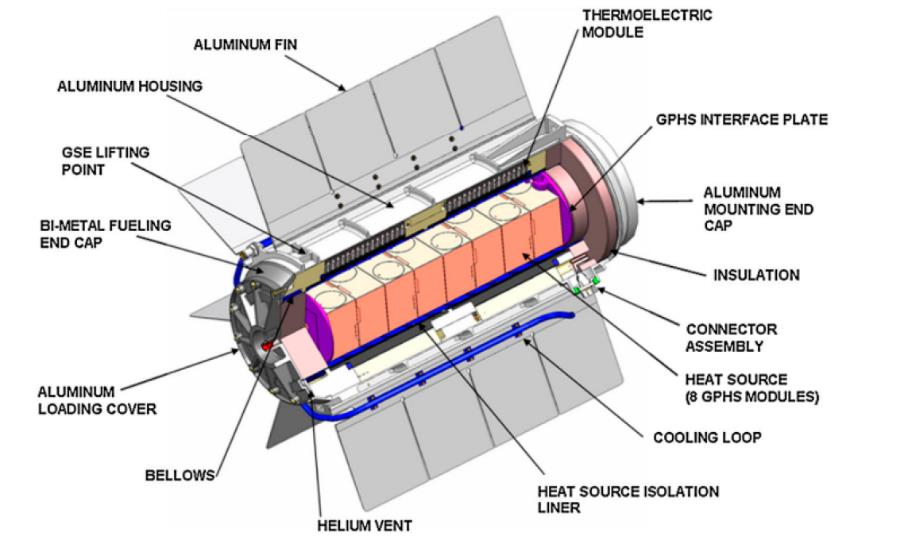 THERMOELECTRIC
MODULE
ALUMINUM FIN
ALUMINUM HOUSING
GPHS INTERFACE PLATE
GSE LIFTING
POINT
ALUMINUM
MOUNTING END
CAP
BI-METAL FUELING
END CAP
INSULATION
CONNECTOR
ASSEMBLY
HEAT SOURCE
(8 GPHS MODULES)
ALUMINUM
LOADING COVER
COOLING LOOP
BELLOWS
HEAT SOURCE ISOLATION
LINER
HELIUM VENT